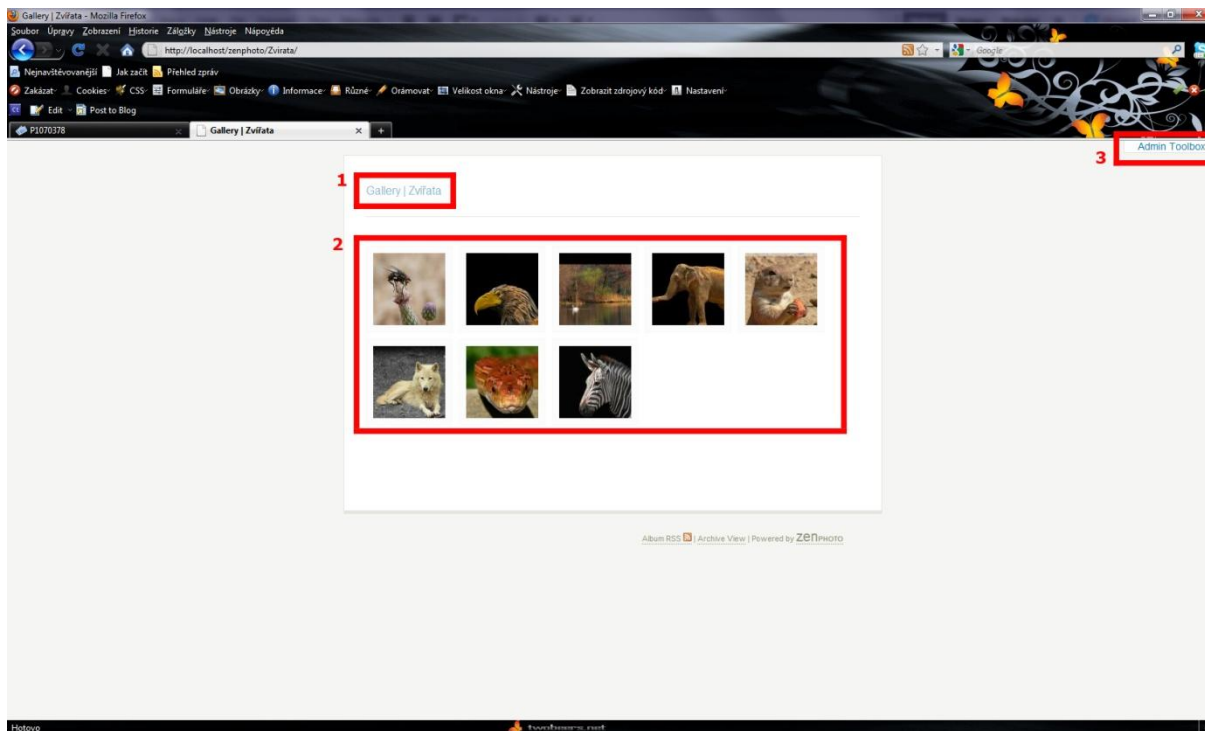 Gallery | Zvířata - Mozilla Firefox
Soubor Úpravy Zobrazení Historie Záložky Nástroje Nápověda
http://localhost/zenphoto/Zvirata/
Google
Nejnavštěvovanější Jak začít Přehled zpráv
Zakázat Cookies CSS Formuláře Obrázky Informace Různé Orámovat Velikost okna Nástroje Zobrazit zdrojový kód Nastavení
Edit Post to Blog
P1070378 Gallery | Zvířata
Admin Toolbox
3
1
Gallery | Zvířata
2
Album RSS | Archive View | Powered by zenPHOTO
Hotovo
twobeers.net